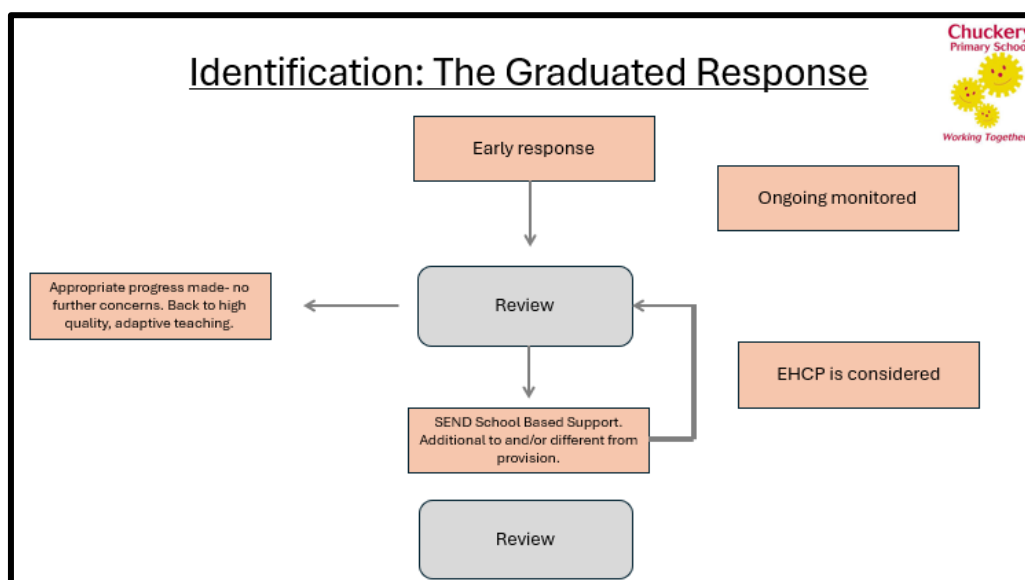 Chuckery
Primary School
Working Together
Identification: The Graduated Response
Early response
Ongoing monitored
Review
Appropriate progress made- no
further concerns. Back to high
quality, adaptive teaching.
EHCP is considered
SEND School Based Support.
Additional to and/or different from
provision.
Review